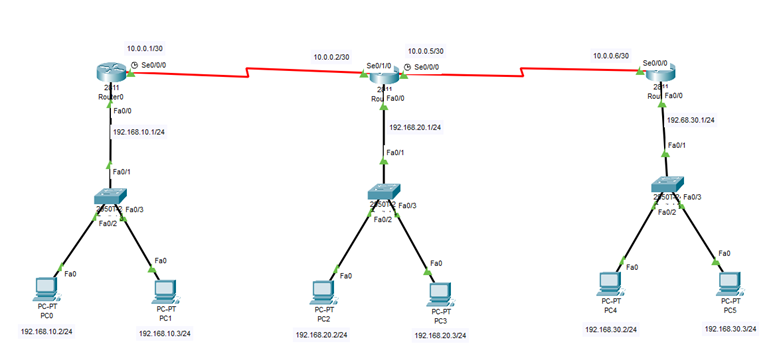 10.0.0.1/30
10.0.0.2/30
10.0.0.5/30
10.0.0.6/30
Se0/0/0
Se0/1/0
Se0/0/0
Se0/0/0
2811
Router0
2811
Rou
2811
Rou
Fa0/0
Fa0/0
Fa0/0
192.168.10.1/24
192.168.20.1/24
192.68.30.1/24
Fa0/1
Fa0/1
Fa0/1
Fa0/3
Fa0/2
Fa0/3
Fa0/2
Fa0/3
Fa0/2
Fa0
Fa0
Fa0
Fa0
Fa0
Fa0
PC-PT
PC0
PC-PT
PC1
PC-PT
PC2
PC-PT
PC3
PC-PT
PC4
PC-PT
PC5
192.168.10.2/24
192.168.10.3/24
192.168.20.2/24
192.168.20.3/24
192.168.30.2/24
192.168.30.3/24